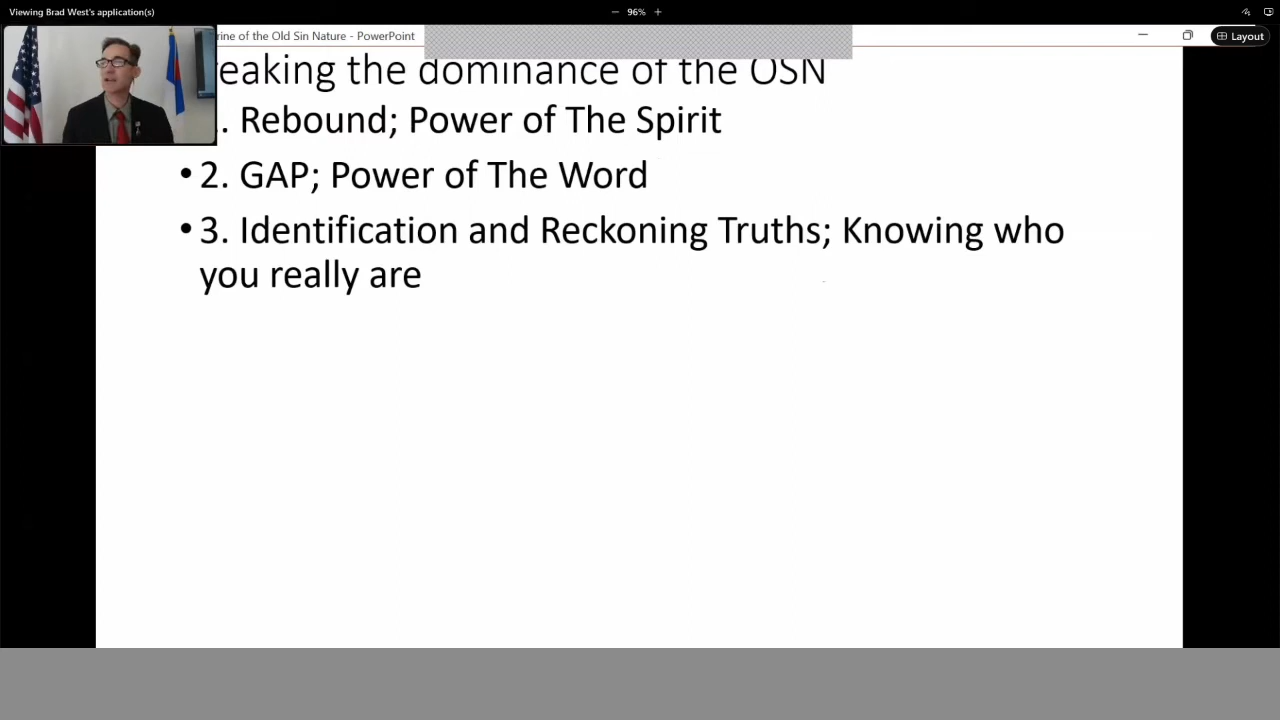 Viewing Brad West's application(s)
96%
Layout
rine of the Old Sin Nature - PowerPoint
eaking the dominance of the OSN
. Rebound; Power of The Spirit
• 2. GAP; Power of The Word
• 3. Identification and Reckoning Truths; Knowing who
you really are